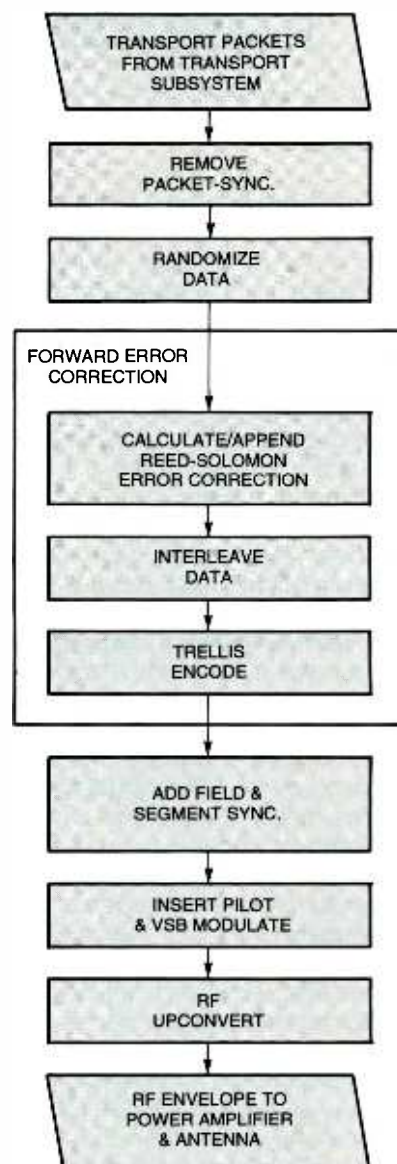 TRANSPORT PACKETS
FROM TRANSPORT
SUBSYSTEM
REMOVE
PACKET-SYNC.
RANDOMIZE
DATA
FORWARD ERROR
CORRECTION
CALCULATE/APPEND
REED-SOLOMON
ERROR CORRECTION
INTERLEAVE
DATA
TRELLIS
ENCODE
ADD FIELD &
SEGMENT SYNC.
INSERT PILOT
& VSB MODULATE
RF
UPCONVERT
RF ENVELOPE TO
POWER AMPLIFIER
& ANTENNA